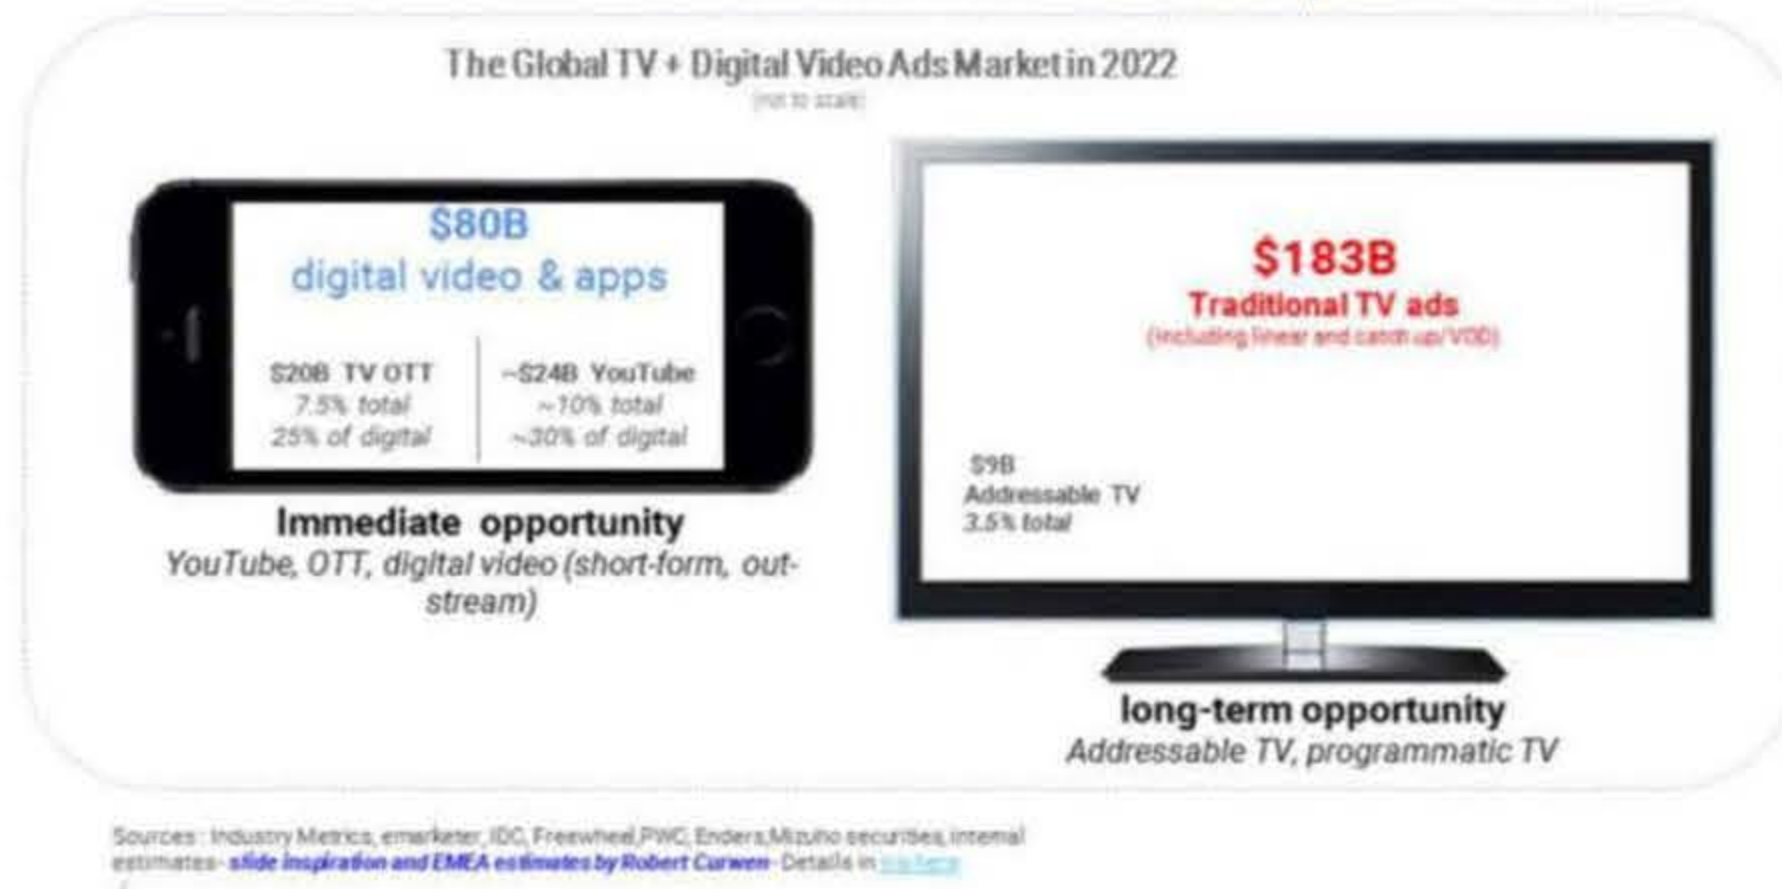 The Global TV + Digital Video Ads Market in 2022
(not to scale)
$80B
digital video & apps
$20B TV OTT
7.5% total
25% of digital
~$24B YouTube
~10% total
~30% of digital
Immediate opportunity
YouTube, OTT, digital video (short-form, out-
stream)
$183B
Traditional TV ads
(including linear and catch up/VOD)
$9B
Addressable TV
3.5% total
long-term opportunity
Addressable TV, programmatic TV
Sources: Industry Metrics, emarketer, IDC, Freewheel,PWC, Enders,Mizuho securities, internal
estimates- slide inspiration and EMEA estimates by Robert Curwen- Details in